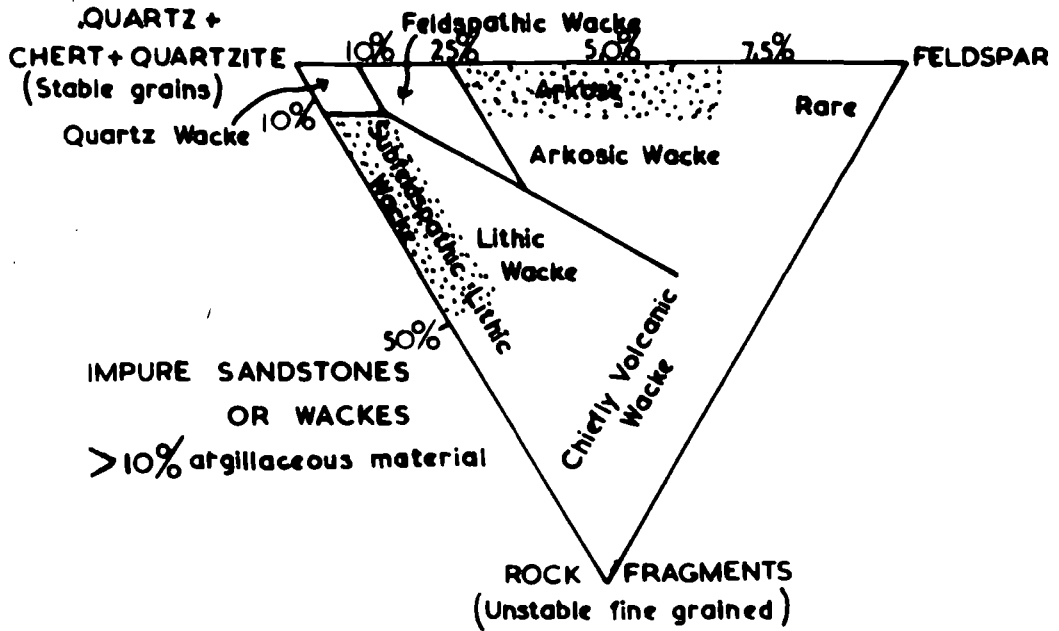 QUARTZ +
CHERT + QUARTZITE
(Stable grains)
Quartz Wacke
Feldspathic Wacke
10% 25% 50% 75%
FELDSPAR
10%
Arkose
Rare
Arkosic Wacke
Subfeldspathic Lithic
Wacke
Lithic
Wacke
50%
Chiefly Volcanic
Wacke
IMPURE SANDSTONES
OR WACKES
>10% argillaceous material
ROCK FRAGMENTS
(Unstable fine grained)